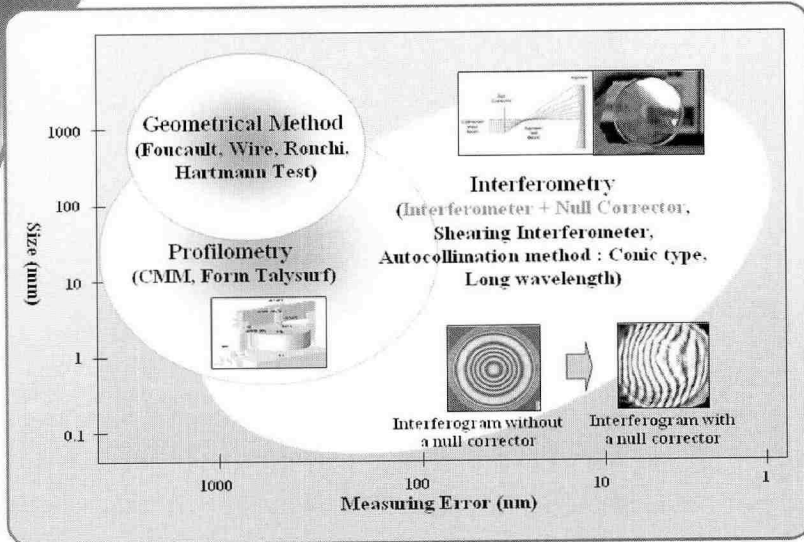 Geometrical Method
(Foucault, Wire, Ronchi,
Hartmann Test)
Interferometry
(Interferometer + Null Corrector,
Shearing Interferometer,
Autocollimation method : Conic type,
Long wavelength)
Profilometry
(CMM, Form Talysurf)
Interferogram without
a null corrector
Interferogram with
a null corrector
Size (mm)
1000
100
10
1
0.1
1000
100
10
1
Measuring Error (nm)